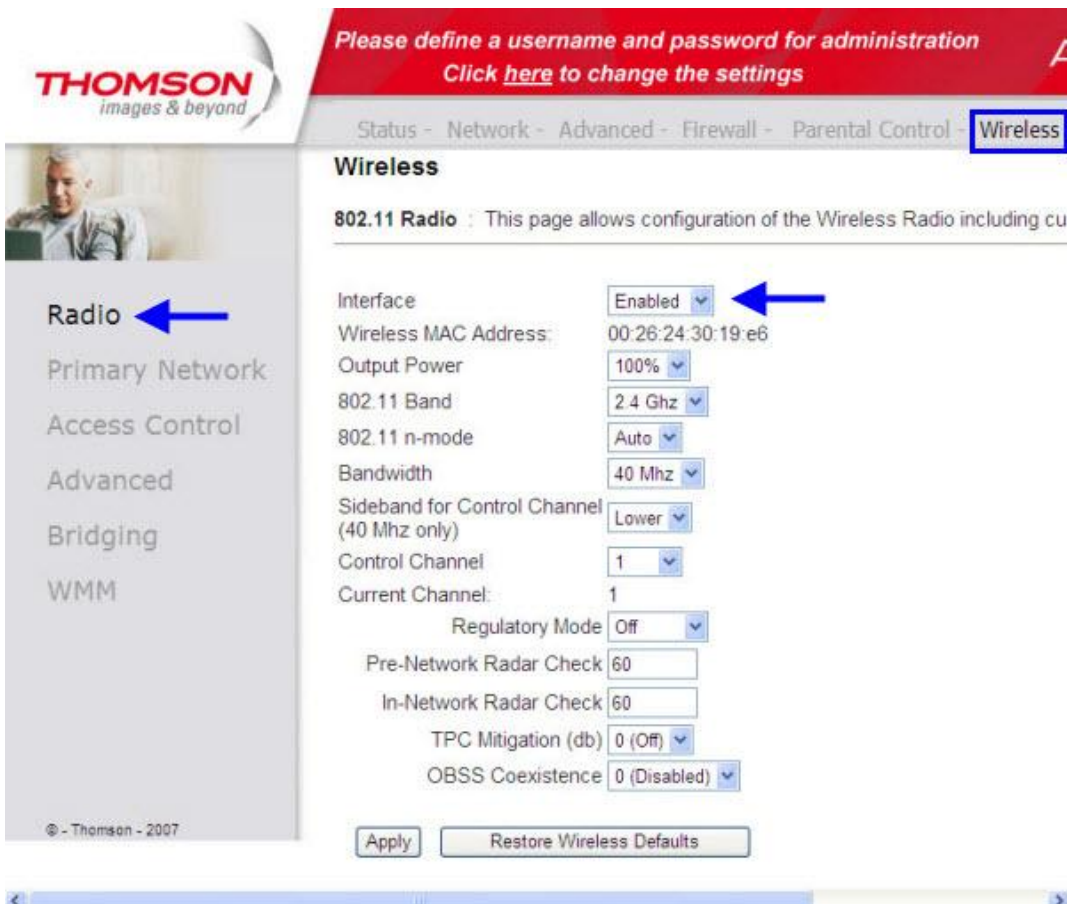 THOMSON
images & beyond
Please define a username and password for administration
Click here to change the settings
Status - Network - Advanced - Firewall - Parental Control - Wireless
Wireless
802.11 Radio : This page allows configuration of the Wireless Radio including
Radio
Primary Network
Access Control
Advanced
Bridging
WMM
Interface Enabled
Wireless MAC Address: 00:26:24:30:19:e6
Output Power 100%
802.11 Band 2.4 Ghz
802.11 n-mode Auto
Bandwidth 40 Mhz
Sideband for Control Channel
(40 Mhz only) Lower
Control Channel 1
Current Channel: 1
Regulatory Mode Off
Pre-Network Radar Check 60
In-Network Radar Check 60
TPC Mitigation (db) 0 (Off)
OBSS Coexistence 0 (Disabled)
© - Thomson - 2007
Apply Restore Wireless Defaults